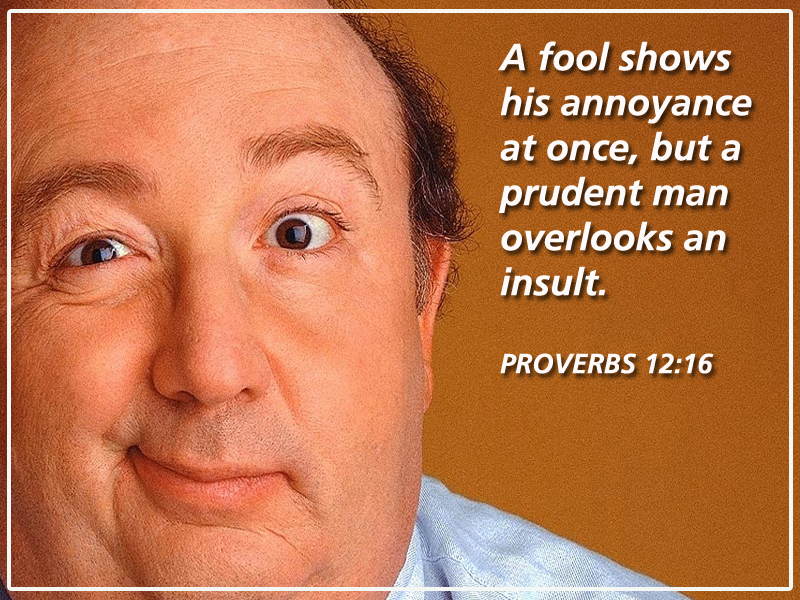 A fool shows
his annoyance
at once, but a
prudent man
overlooks an
insult.
PROVERBS 12:16